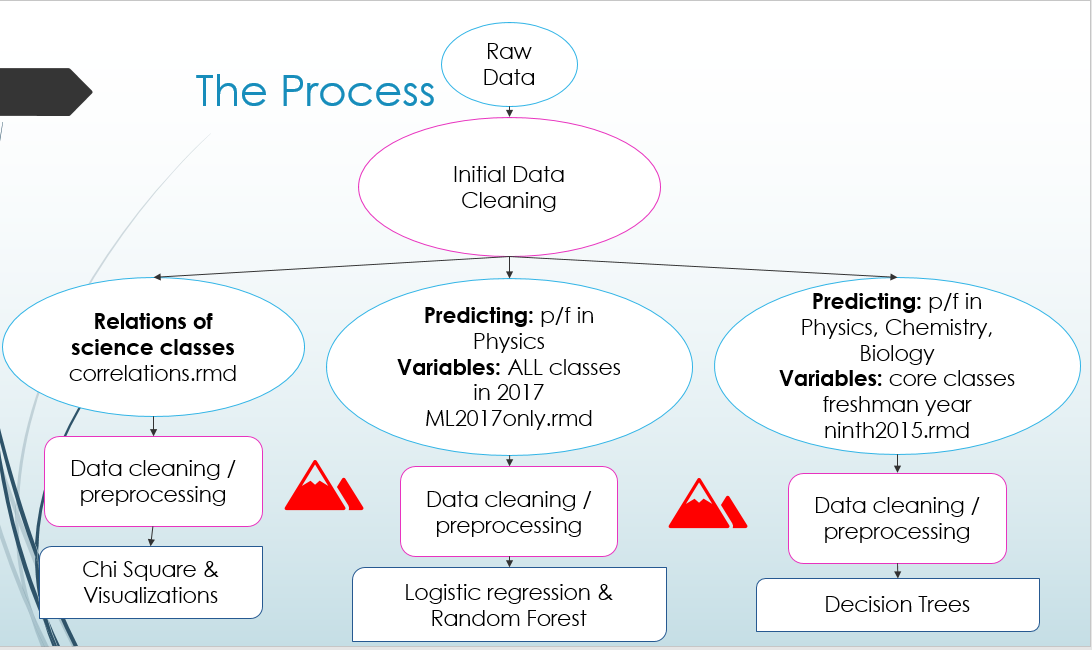 The Process
Raw
Data
Initial Data
Cleaning
Relations of
science classes
correlations.rmd
Data cleaning /
preprocessing
Chi Square &
Visualizations
Predicting: p/f in
Physics
Variables: ALL classes
in 2017
ML2017only.rmd
Data cleaning /
preprocessing
Logistic regression &
Random Forest
Predicting: p/f in
Physics, Chemistry,
Biology
Variables: core classes
freshman year
ninth2015.rmd
Data cleaning /
preprocessing
Decision Trees